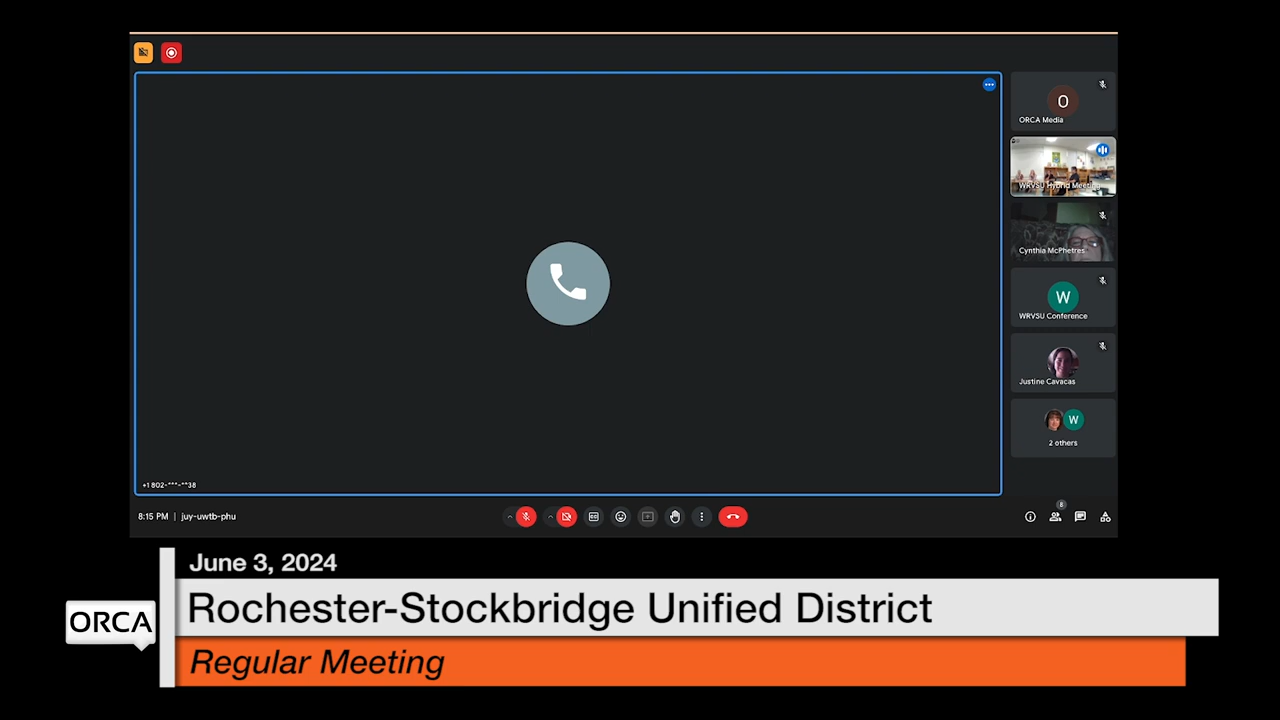 O
ORCA Media
WRVSU Hybrid Meeting
Cynthia McPhetres
W
WRVSU Conference
Justine Cavacas
W
2 others
+1 802-***-**38
8:15 PM | juy-uwtb-phu
8
June 3, 2024
Rochester-Stockbridge Unified District
ORCA
Regular Meeting